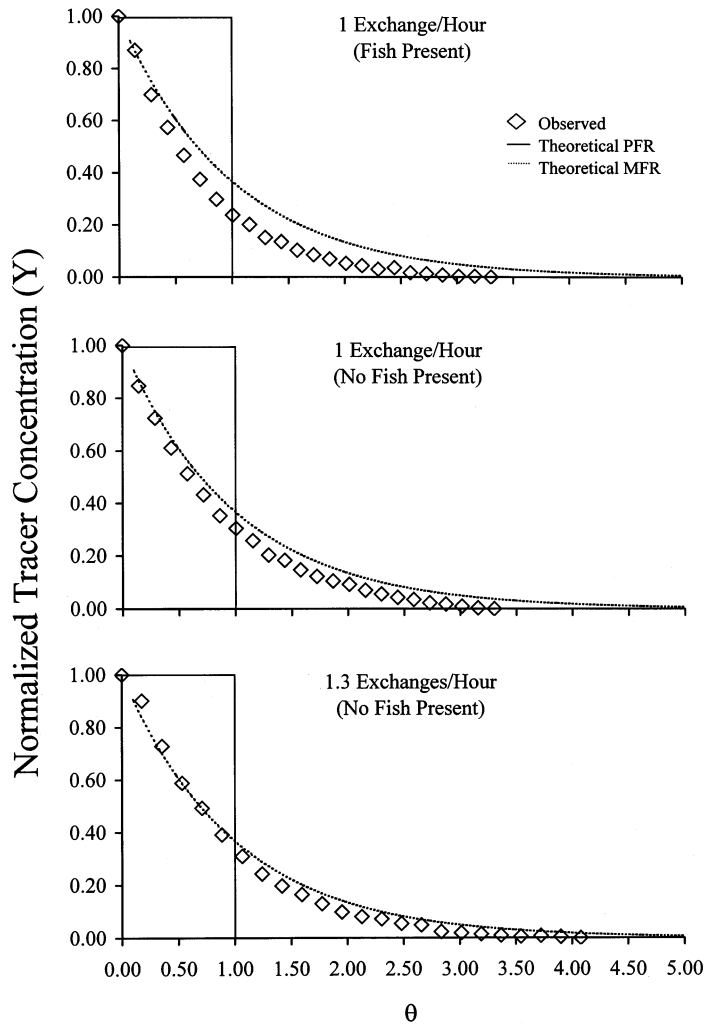 Normalized Tracer Concentration (Y)
1 Exchange/Hour
(Fish Present)
Observed
Theoretical PFR
Theoretical MFR
1.00
0.80
0.60
0.40
0.20
0.00
1 Exchange/Hour
(No Fish Present)
1.00
0.80
0.60
0.40
0.20
0.00
1.3 Exchanges/Hour
(No Fish Present)
1.00
0.80
0.60
0.40
0.20
0.00
0.00 0.50 1.00 1.50 2.00 2.50 3.00 3.50 4.00 4.50 5.00
θ